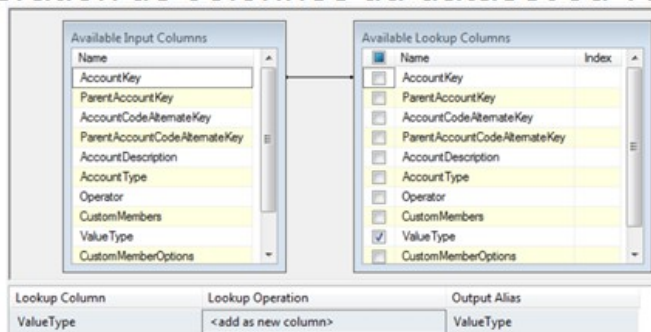 Available Input Columns
Name
AccountKey
ParentAccountKey
AccountCodeAlternateKey
ParentAccountCodeAlternateKey
AccountDescription
AccountType
Operator
CustomMembers
ValueType
CustomMemberOptions
Available Lookup Columns
Name Index
AccountKey
ParentAccountKey
AccountCodeAlternateKey
ParentAccountCodeAlternateKey
AccountDescription
AccountType
Operator
CustomMembers
ValueType
CustomMemberOptions
Lookup Column Lookup Operation Output Alias
ValueType <add as new column> ValueType